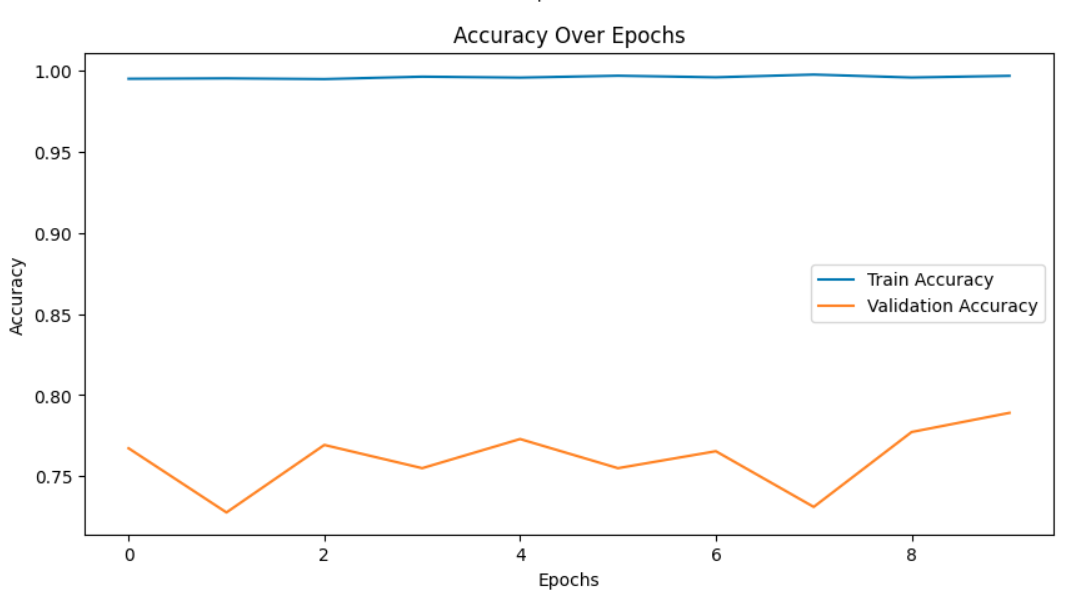 Accuracy Over Epochs
1.00
0.95
0.90
0.85
0.80
0.75
Accuracy
Train Accuracy
Validation Accuracy
0 2 4 6 8
Epochs